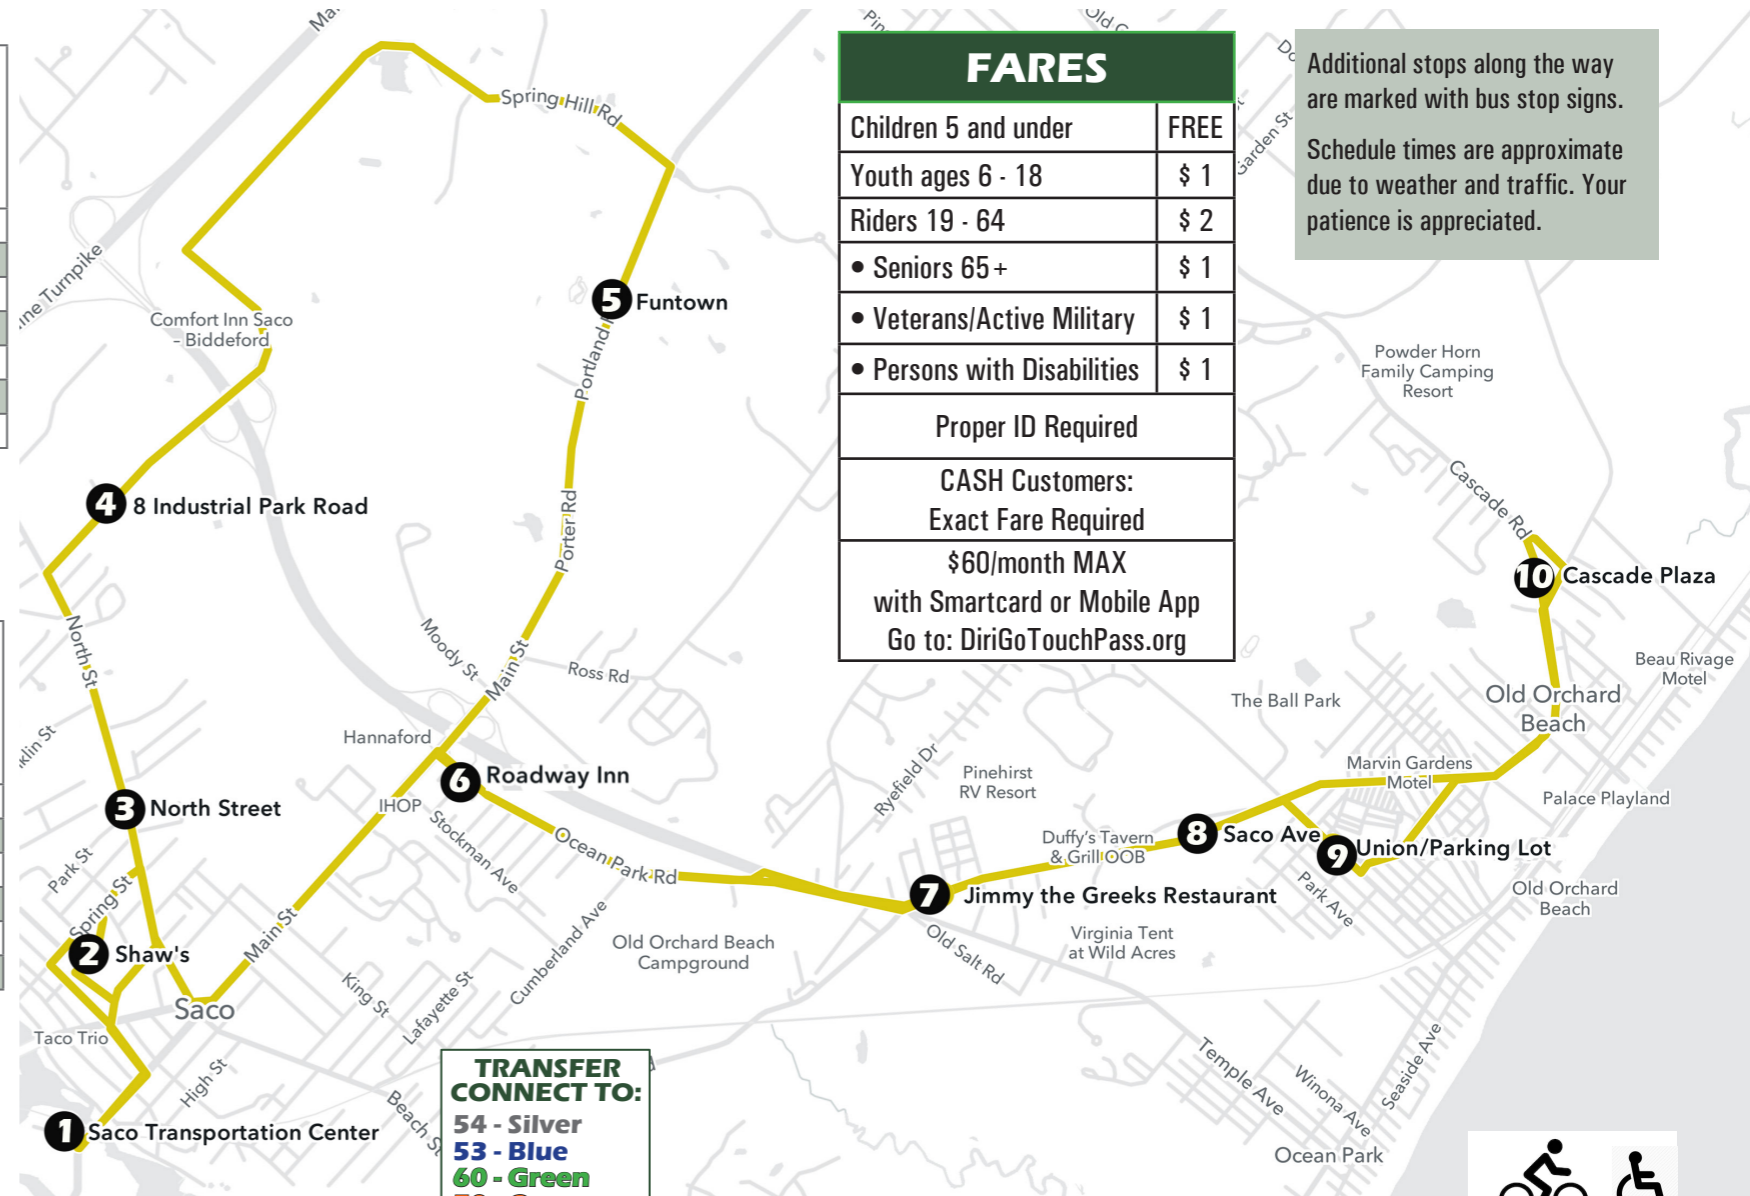 FARES
Children 5 and under FREE
Youth ages 6 - 18 $ 1
Riders 19 - 64 $ 2
• Seniors 65+ $ 1
• Veterans/Active Military $ 1
• Persons with Disabilities $ 1
Proper ID Required
CASH Customers:
Exact Fare Required
$60/month MAX
with Smartcard or Mobile App
Go to: DiriGoTouchPass.org
Additional stops along the way
are marked with bus stop signs.
Schedule times are approximate
due to weather and traffic. Your
patience is appreciated.
Spring Hill Rd
Garden St
Turnpike
Comfort Inn Saco
- Biddeford
5 Funtown
Portland
Powder Horn
Family Camping
Resort
4 8 Industrial Park Road
Porter Rd
Cascade Rd
10 Cascade Plaza
North St
Moody St
Main St
Ross Rd
Beau Rivage
Motel
The Ball Park
Old Orchard
Beach
Hannaford
6 Roadway Inn
Ryefield Dr
Pinehirst
RV Resort
Marvin Gardens
Motel
Palace Playland
3 North Street
IHOP
Stockman Ave
Ocean Park Rd
Duffy's Tavern
& Grill OOB
8 Saco Ave
9 Union/Parking Lot
Park St
Spring St
7 Jimmy the Greeks Restaurant
Park Ave
Old Orchard
Beach
2 Shaw's
Main St
Cumberland Ave
Old Orchard Beach
Campground
Old Salt Rd
Virginia Tent
at Wild Acres
King St
Lafayette St
Saco
Taco Trio
High St
Beach St
Temple Ave
Winona Ave
Seaside Ave
1 Saco Transportation Center
Ocean Park
TRANSFER
CONNECT TO:
54 - Silver
53 - Blue
60 - Green